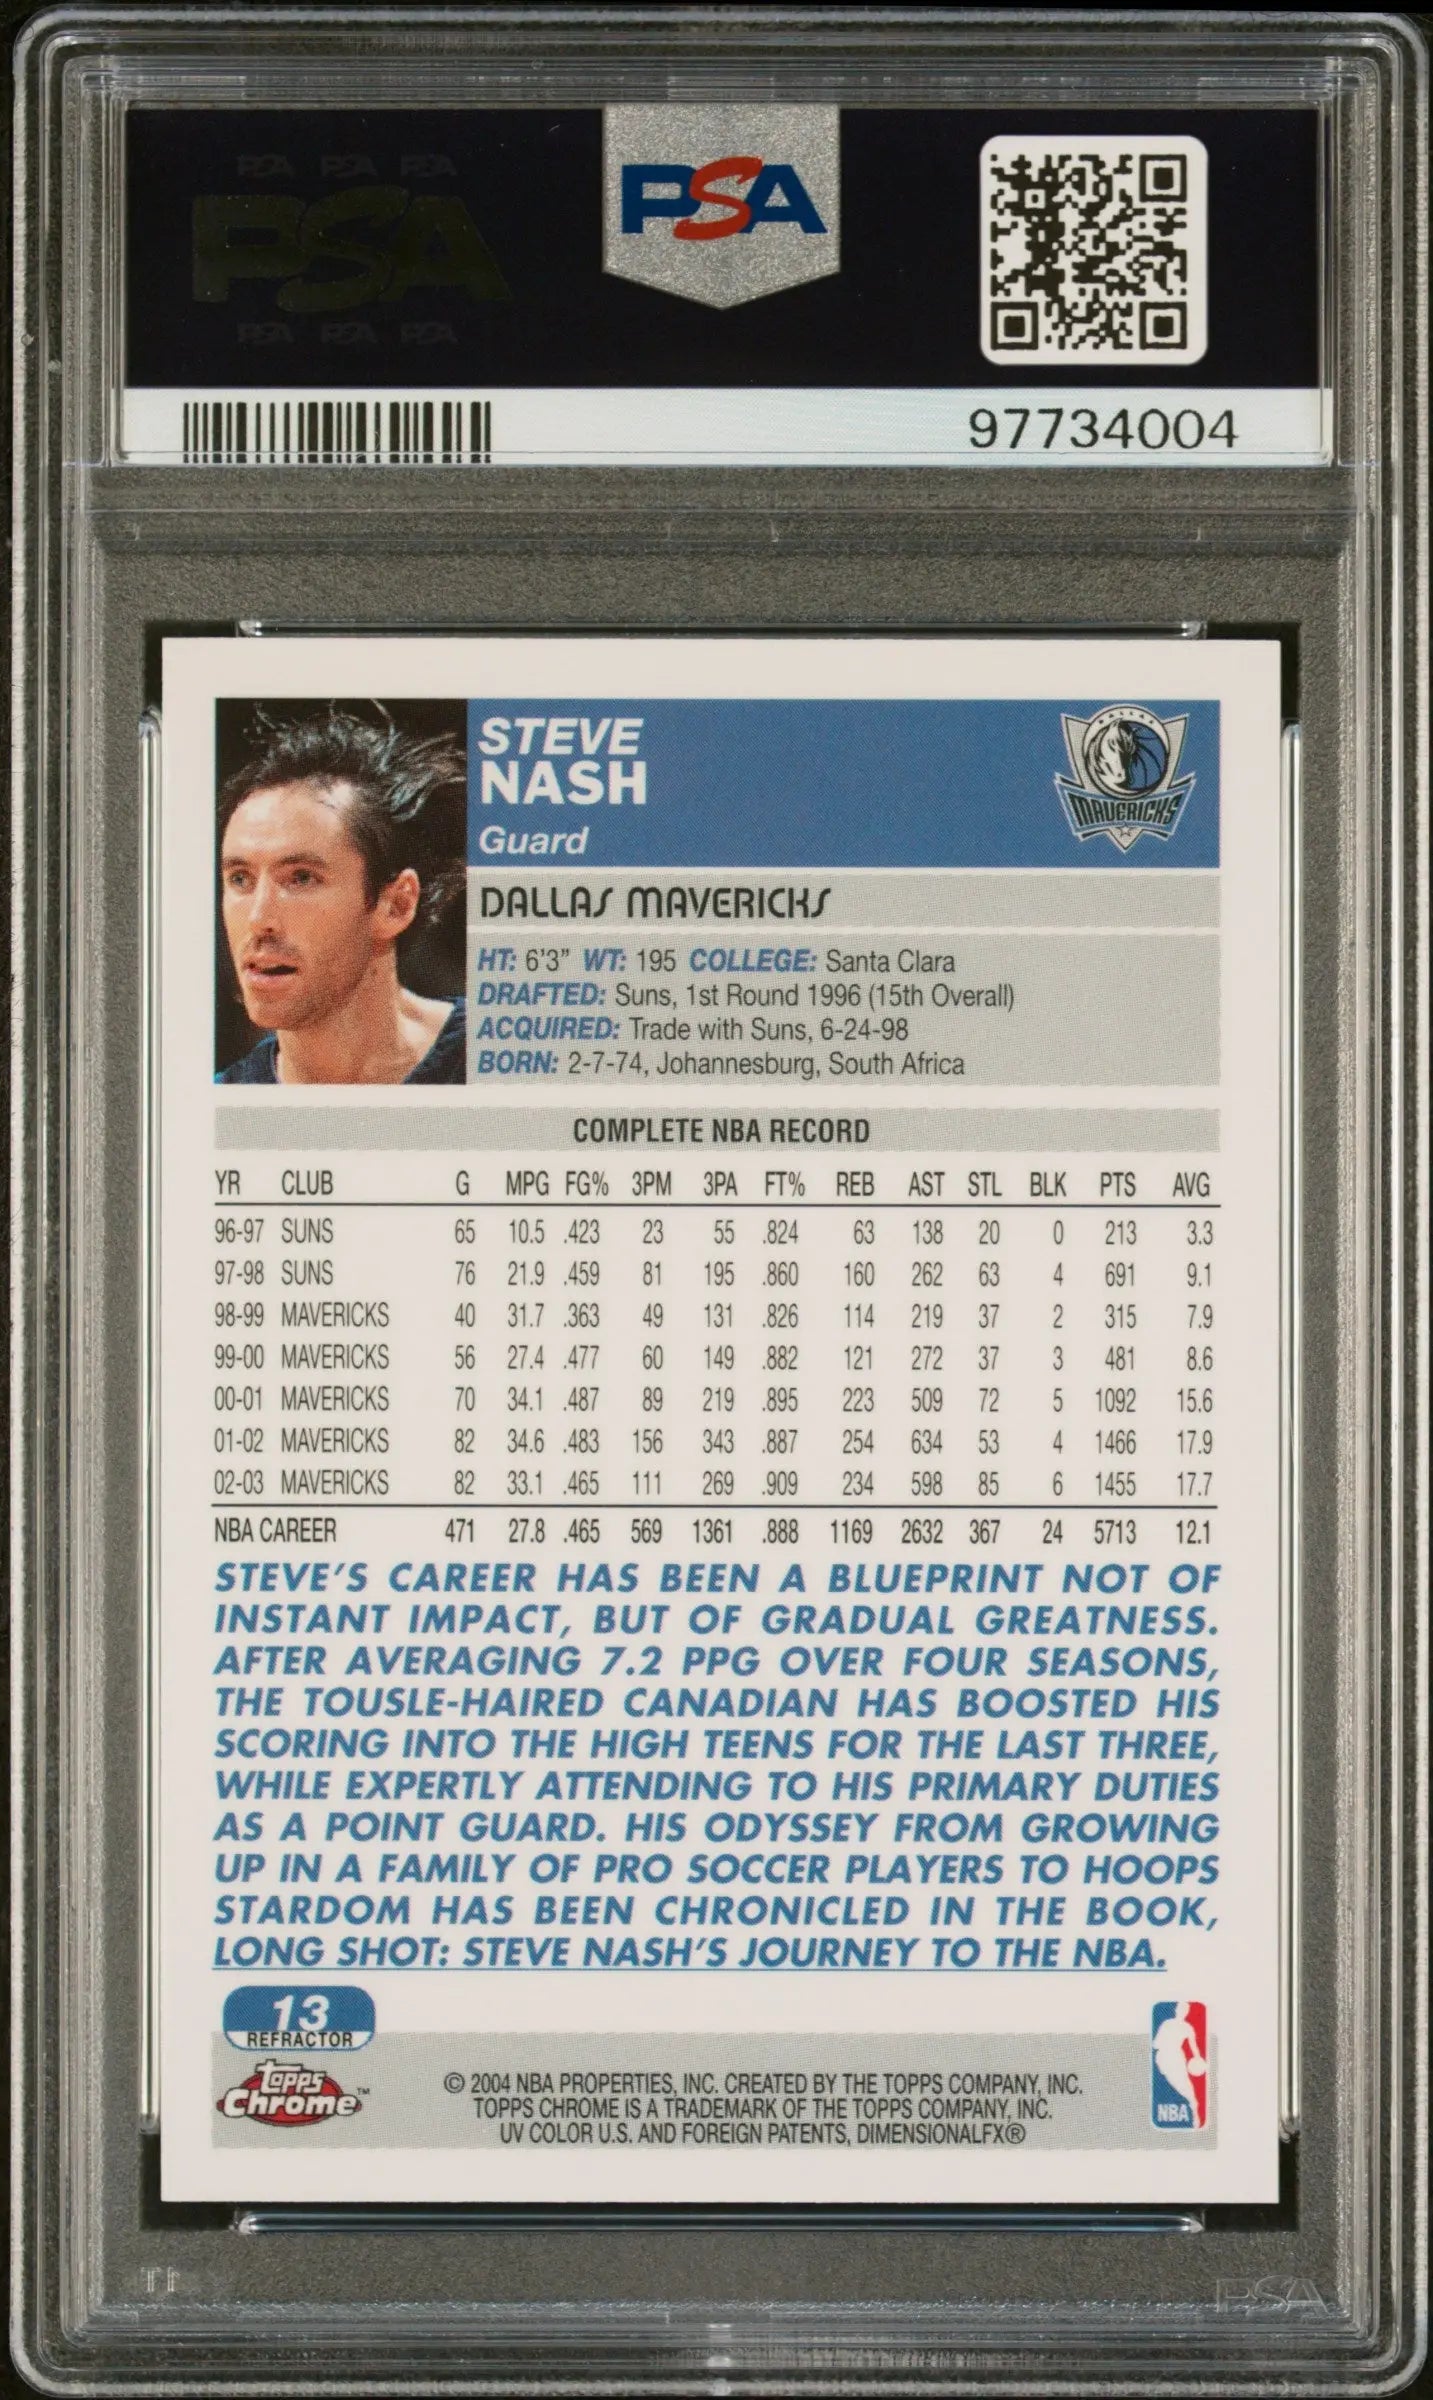 PSA PSA PSA
PSA
PSA PSA PSA
PSA
97734004
STEVE
NASH
Guard
DALLAS
MAVERICKS
DALLAS MAVERICKS
HT: 6'3" WT: 195 COLLEGE: Santa Clara
DRAFTED: Suns, 1st Round 1996 (15th Overall)
ACQUIRED: Trade with Suns, 6-24-98
BORN: 2-7-74, Johannesburg, South Africa
COMPLETE NBA RECORD
YR CLUB G MPG FG% 3PM 3PA FT% REB AST STL BLK PTS AVG
96-97 SUNS 65 10.5 .423 23 55 .824 63 138 20 0 213 3.3
97-98 SUNS 76 21.9 .459 81 195 .860 160 262 63 4 691 9.1
98-99 MAVERICKS 40 31.7 .363 49 131 .826 114 219 37 2 315 7.9
99-00 MAVERICKS 56 27.4 .477 60 149 .882 121 272 37 3 481 8.6
00-01 MAVERICKS 70 34.1 .487 89 219 .895 223 509 72 5 1092 15.6
01-02 MAVERICKS 82 34.6 .483 156 343 .887 254 634 53 4 1466 17.9
02-03 MAVERICKS 82 33.1 .465 111 269 .909 234 598 85 6 1455 17.7
NBA CAREER 471 27.8 .465 569 1361 .888 1169 2632 367 24 5713 12.1
STEVE'S CAREER HAS BEEN A BLUEPRINT NOT OF
INSTANT IMPACT, BUT OF GRADUAL GREATNESS.
AFTER AVERAGING 7.2 PPG OVER FOUR SEASONS,
THE TOUSLE-HAIRED CANADIAN HAS BOOSTED HIS
SCORING INTO THE HIGH TEENS FOR THE LAST THREE,
WHILE EXPERTLY ATTENDING TO HIS PRIMARY DUTIES
AS A POINT GUARD. HIS ODYSSEY FROM GROWING
UP IN A FAMILY OF PRO SOCCER PLAYERS TO HOOPS
STARDOM HAS BEEN CHRONICLED IN THE BOOK,
LONG SHOT: STEVE NASH'S JOURNEY TO THE NBA.
13
REFRACTOR
Topps
Chrome™
© 2004 NBA PROPERTIES, INC. CREATED BY THE TOPPS COMPANY, INC.
TOPPS CHROME IS A TRADEMARK OF THE TOPPS COMPANY, INC.
UV COLOR U.S. AND FOREIGN PATENTS, DIMENSIONALFX®
NBA
PSA